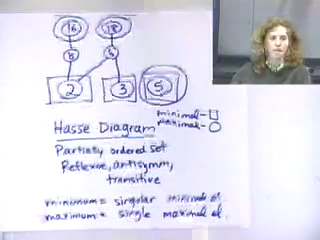 16 18
8 6
2 3 5
minimal-□
maximal-○
Hasse Diagram
Partially ordered set
Reflexive, antisymm,
transitive
minimum = singular minimal el
maximum = single maximal el.